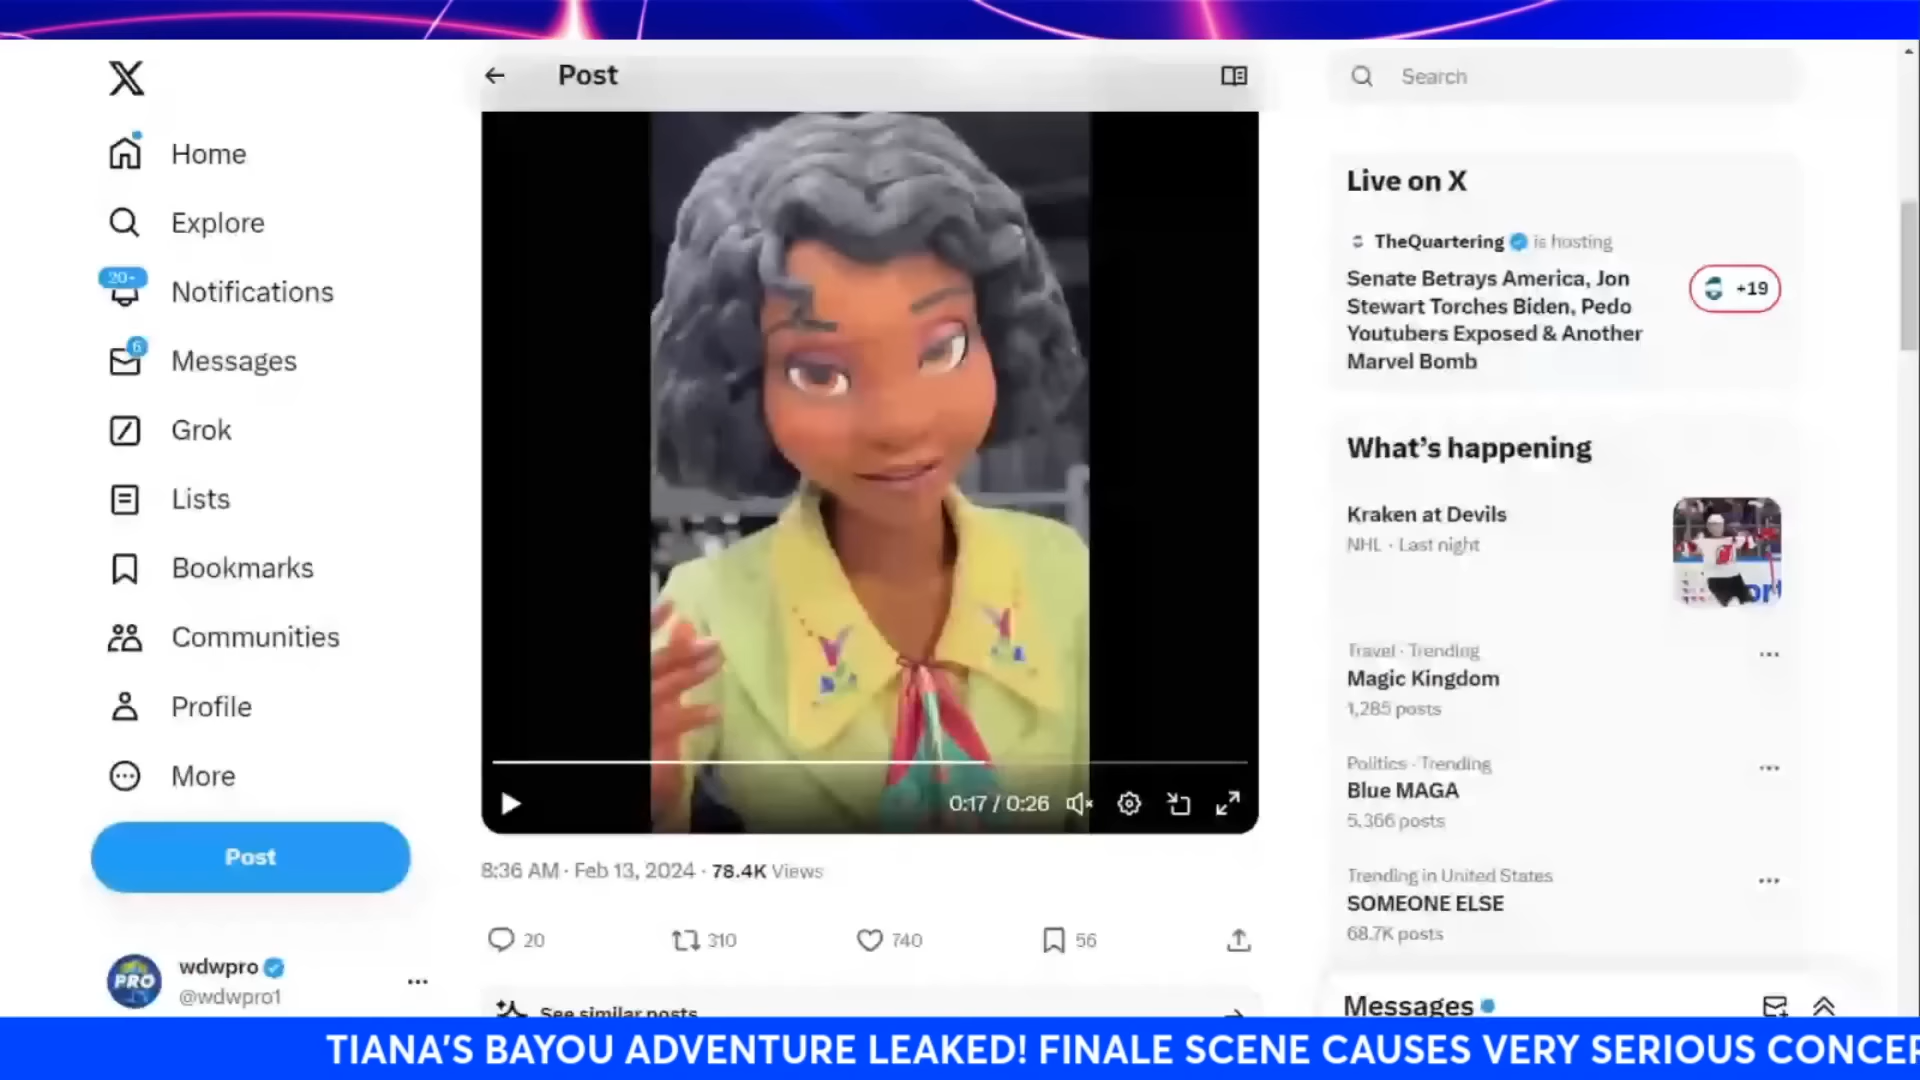 Home
Explore
20+
Notifications
6
Messages
Grok
Lists
Bookmarks
Communities
Profile
More
Post
wdwpro
@wdwpro1
PRO
Post
0:17 / 0:26
8:36 AM · Feb 13, 2024 · 78.4K Views
20
310
740
56
See similar posts
Search
Live on X
TheQuartering is hosting
Senate Betrays America, Jon
Stewart Torches Biden, Pedo
Youtubers Exposed & Another
Marvel Bomb
+19
What's happening
Kraken at Devils
NHL · Last night
Travel · Trending
Magic Kingdom
1,285 posts
Politics · Trending
Blue MAGA
5,366 posts
Trending in United States
SOMEONE ELSE
68.7K posts
Messages
TIANA'S BAYOU ADVENTURE LEAKED! FINALE SCENE CAUSES VERY SERIOUS CONCER